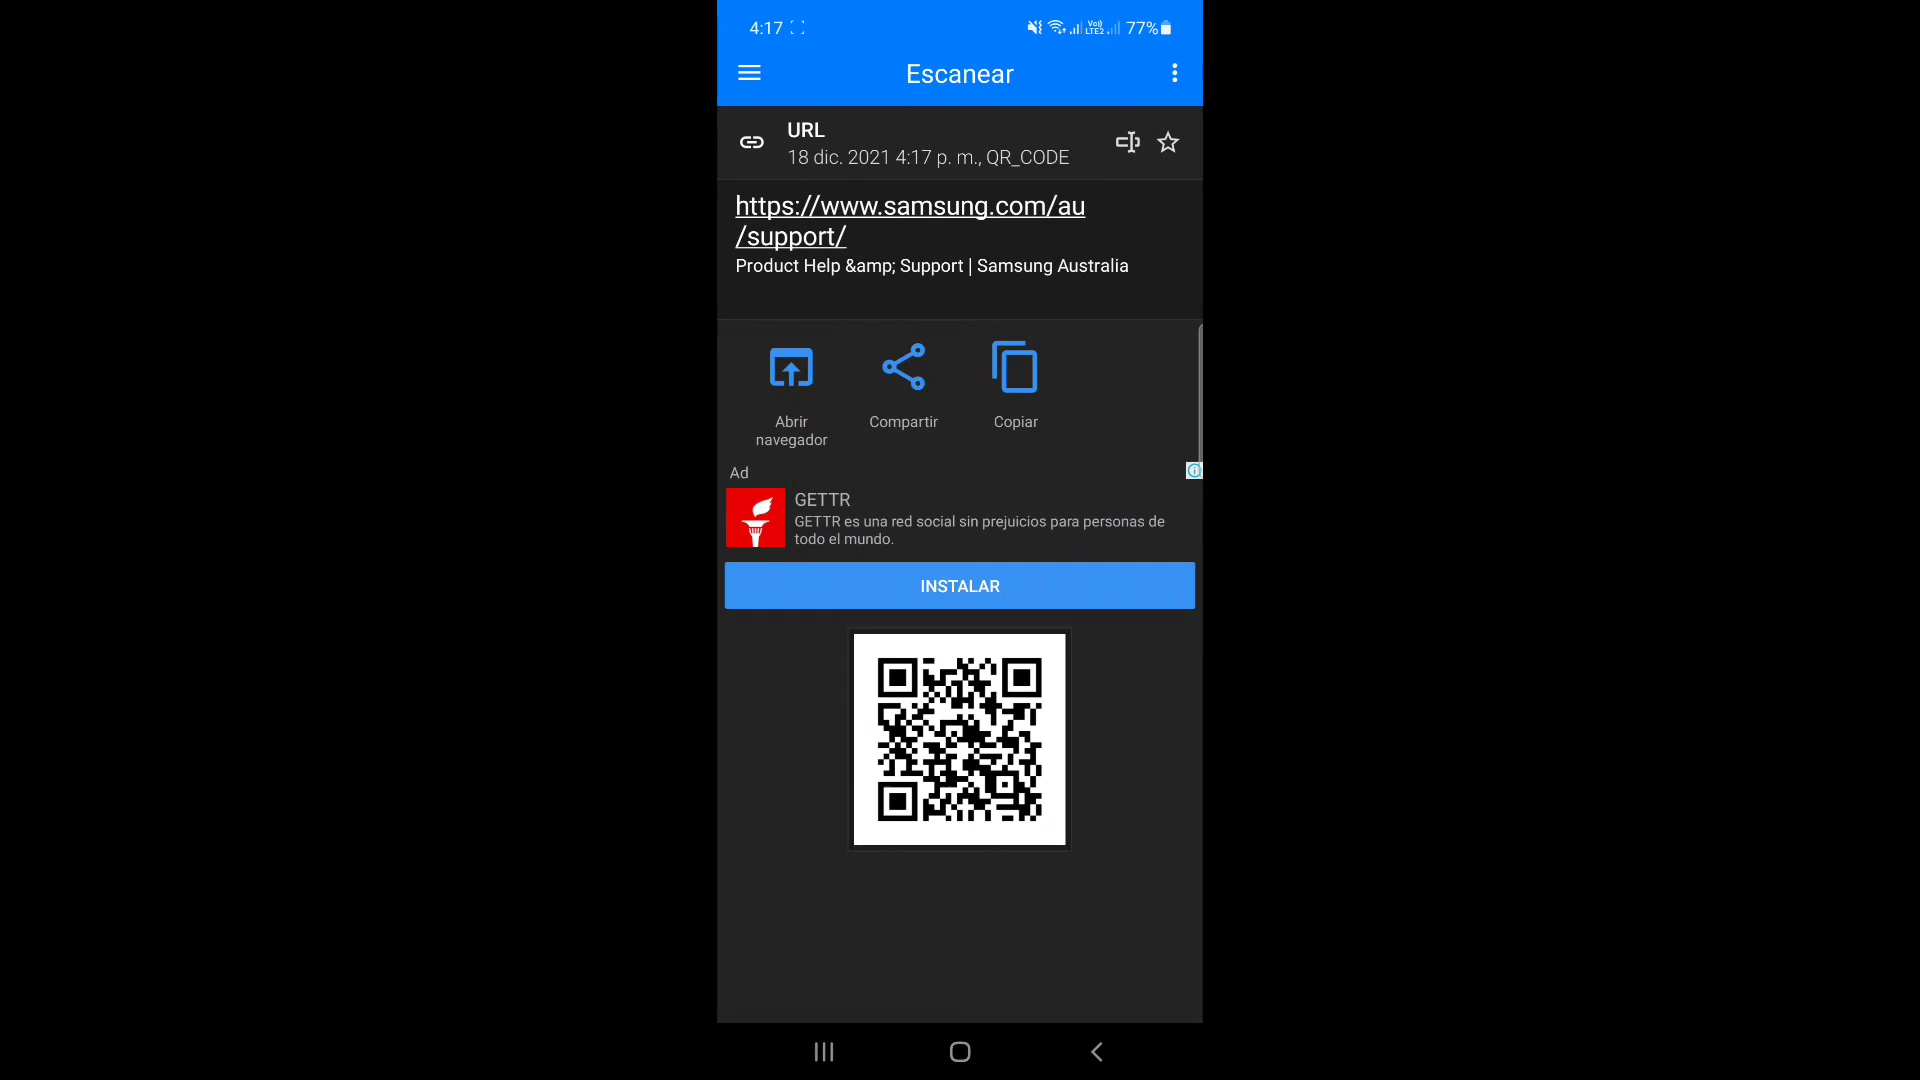 4:17
Vo)) LTE2 77%
Escanear
URL
18 dic. 2021 4:17 p. m., QR_CODE
https://www.samsung.com/au
/support/
Product Help &amp; Support | Samsung Australia
Abrir
navegador
Compartir
Copiar
Ad
GETTR
GETTR es una red social sin prejuicios para personas de
todo el mundo.
INSTALAR